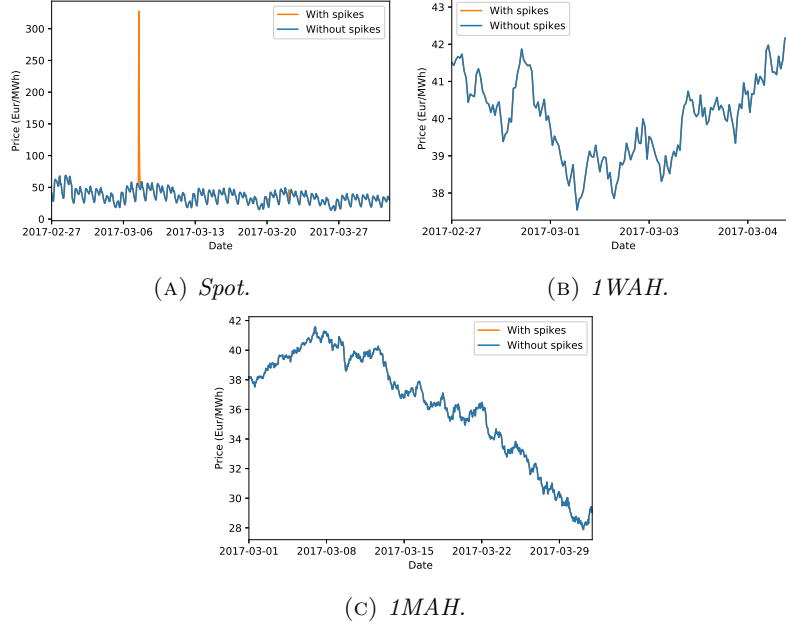 With spikes
Without spikes
Price (Eur/MWh)
300
250
200
150
100
50
0
2017-02-27 2017-03-06 2017-03-13 2017-03-20 2017-03-27
Date
(A) Spot.
With spikes
Without spikes
Price (Eur/MWh)
43
42
41
40
39
38
2017-02-27 2017-03-01 2017-03-03 2017-03-04
Date
(B) 1WAH.
With spikes
Without spikes
Price (Eur/MWh)
42
40
38
36
34
32
30
28
2017-03-01 2017-03-08 2017-03-15 2017-03-22 2017-03-29
Date
(C) 1MAH.